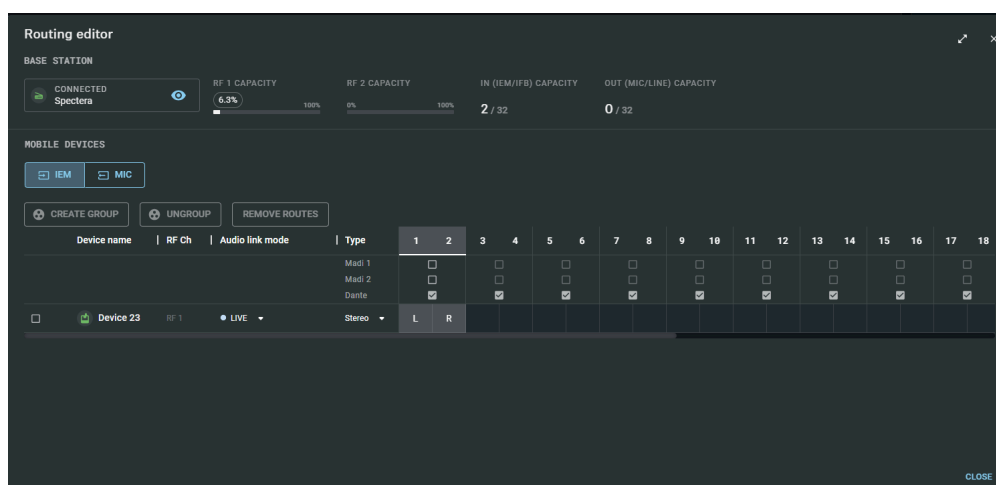 Routing editor
BASE STATION
CONNECTED
Spectera
RF 1 CAPACITY
6.3%
100%
RF 2 CAPACITY
0%
100%
IN (IEM/IFB) CAPACITY
2 / 32
OUT (MIC/LINE) CAPACITY
0 / 32
MOBILE DEVICES
IEM MIC
CREATE GROUP UNGROUP REMOVE ROUTES
Device name RF Ch Audio link mode Type 1 2 3 4 5 6 7 8 9 10 11 12 13 14 15 16 17 18
Madi 1
Madi 2
Dante
Device 23 RF 1 LIVE Stereo L R
CLOSE